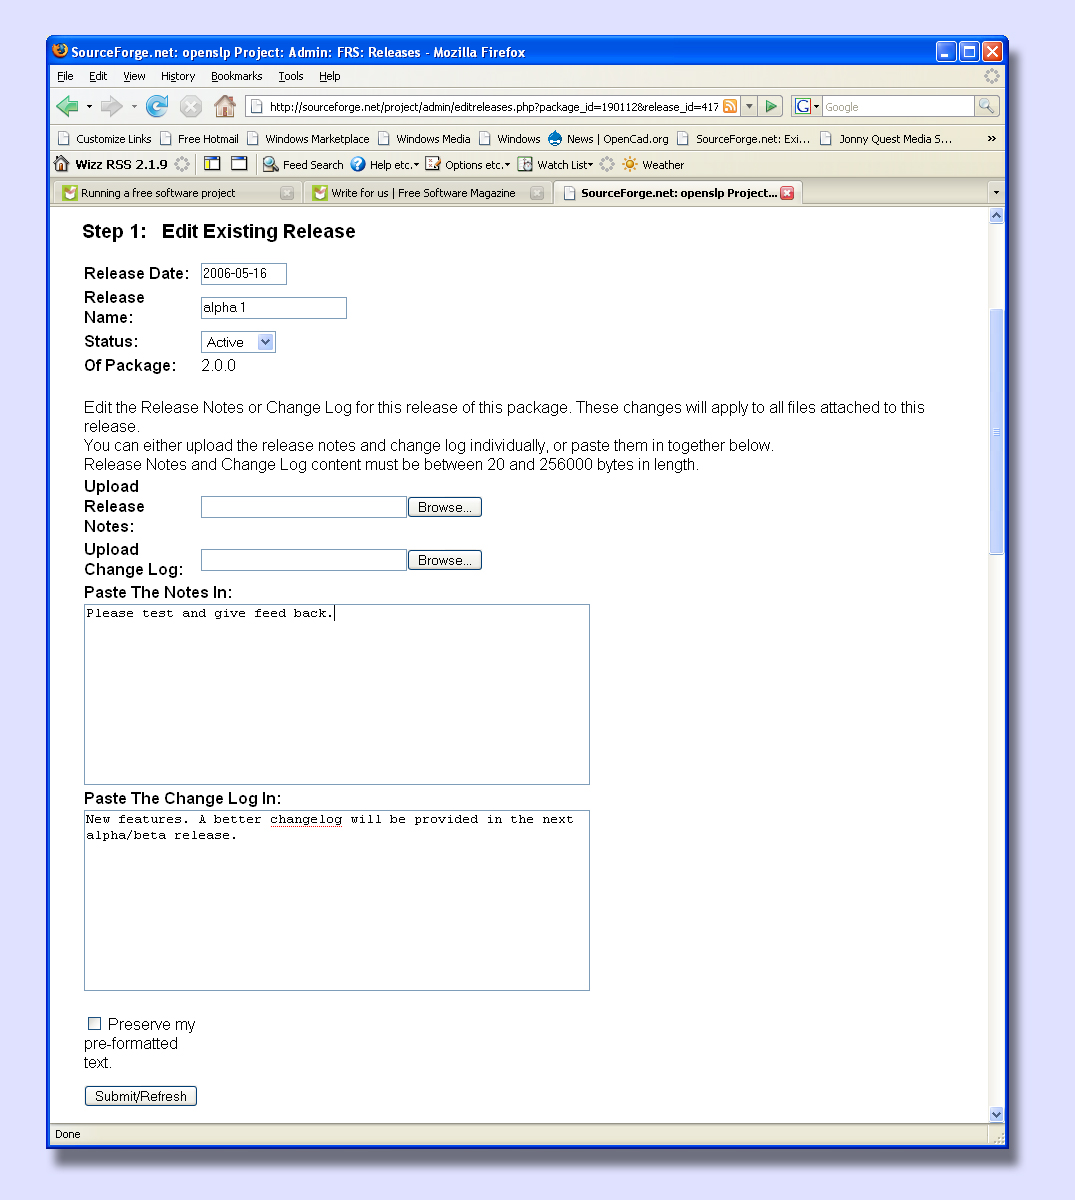 SourceForge.net: openslp Project: Admin: FRS: Releases - Mozilla Firefox
File Edit View History Bookmarks Tools Help
http://sourceforge.net/project/admin/editreleases.php?package_id=190112&release_id=417 G Google
Customize Links Free Hotmail Windows Marketplace Windows Media Windows News | OpenCad.org SourceForge.net: Exi... Jonny Quest Media S... »
Wizz RSS 2.1.9 Feed Search Help etc. Options etc. Watch List Weather
Running a free software project Write for us | Free Software Magazine SourceForge.net: openslp Project...
Step 1: Edit Existing Release
Release Date: 2006-05-16
Release
Name: alpha1
Status: Active
Of Package: 2.0.0
Edit the Release Notes or Change Log for this release of this package. These changes will apply to all files attached to this
release.
You can either upload the release notes and change log individually, or paste them in together below.
Release Notes and Change Log content must be between 20 and 256000 bytes in length.
Upload
Release
Notes: Browse...
Upload
Change Log: Browse...
Paste The Notes In:
Please test and give feed back.
Paste The Change Log In:
New features. A better changelog will be provided in the next
alpha/beta release.
Preserve my
pre-formatted
text.
Submit/Refresh
Done